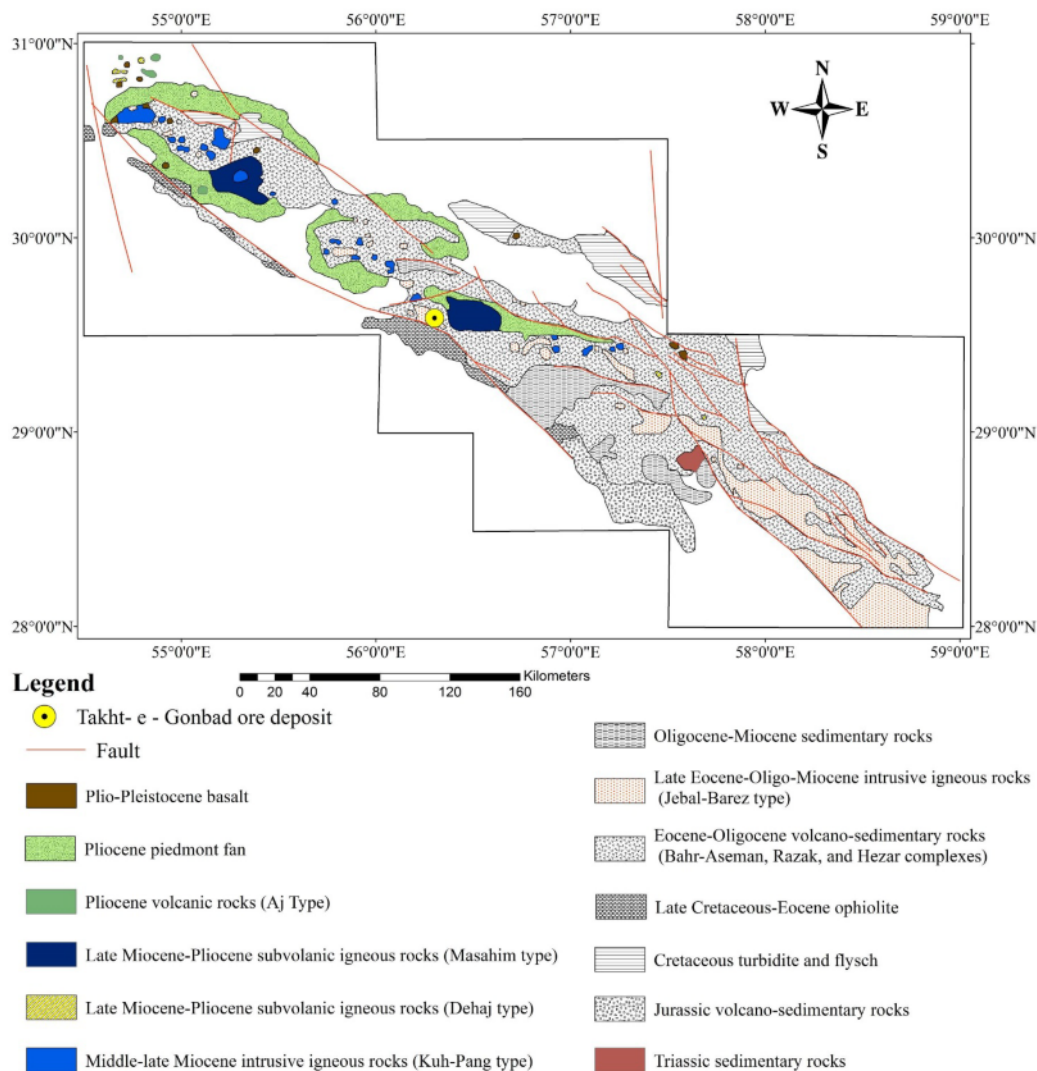 55°0'0"E 56°0'0"E 57°0'0"E 58°0'0"E 59°0'0"E
31°0'0"N
N
W E
S
30°0'0"N 30°0'0"N
29°0'0"N 29°0'0"N
28°0'0"N 28°0'0"N
55°0'0"E 56°0'0"E 57°0'0"E 58°0'0"E 59°0'0"E
Legend
Kilometers
0 20 40 80 120 160
Takht- e - Gonbad ore deposit
Fault
Plio-Pleistocene basalt
Pliocene piedmont fan
Pliocene volcanic rocks (Aj Type)
Late Miocene-Pliocene subvolanic igneous rocks (Masahim type)
Late Miocene-Pliocene subvolanic igneous rocks (Dehaj type)
Middle-late Miocene intrusive igneous rocks (Kuh-Pang type)
Oligocene-Miocene sedimentary rocks
Late Eocene-Oligo-Miocene intrusive igneous rocks
(Jebal-Barez type)
Eocene-Oligocene volcano-sedimentary rocks
(Bahr-Aseman, Razak, and Hezar complexes)
Late Cretaceous-Eocene ophiolite
Cretaceous turbidite and flysch
Jurassic volcano-sedimentary rocks
Triassic sedimentary rocks